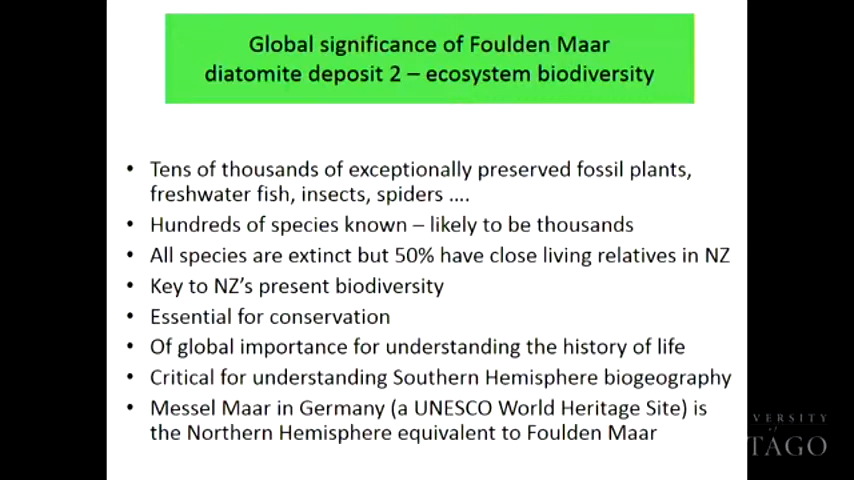 Global significance of Foulden Maar
diatomite deposit 2 – ecosystem biodiversity
• Tens of thousands of exceptionally preserved fossil plants,
freshwater fish, insects, spiders ….
• Hundreds of species known – likely to be thousands
• All species are extinct but 50% have close living relatives in NZ
• Key to NZ’s present biodiversity
• Essential for conservation
• Of global importance for understanding the history of life
• Critical for understanding Southern Hemisphere biogeography
• Messel Maar in Germany (a UNESCO World Heritage Site) is
the Northern Hemisphere equivalent to Foulden Maar
VERSITY
of
TAGO